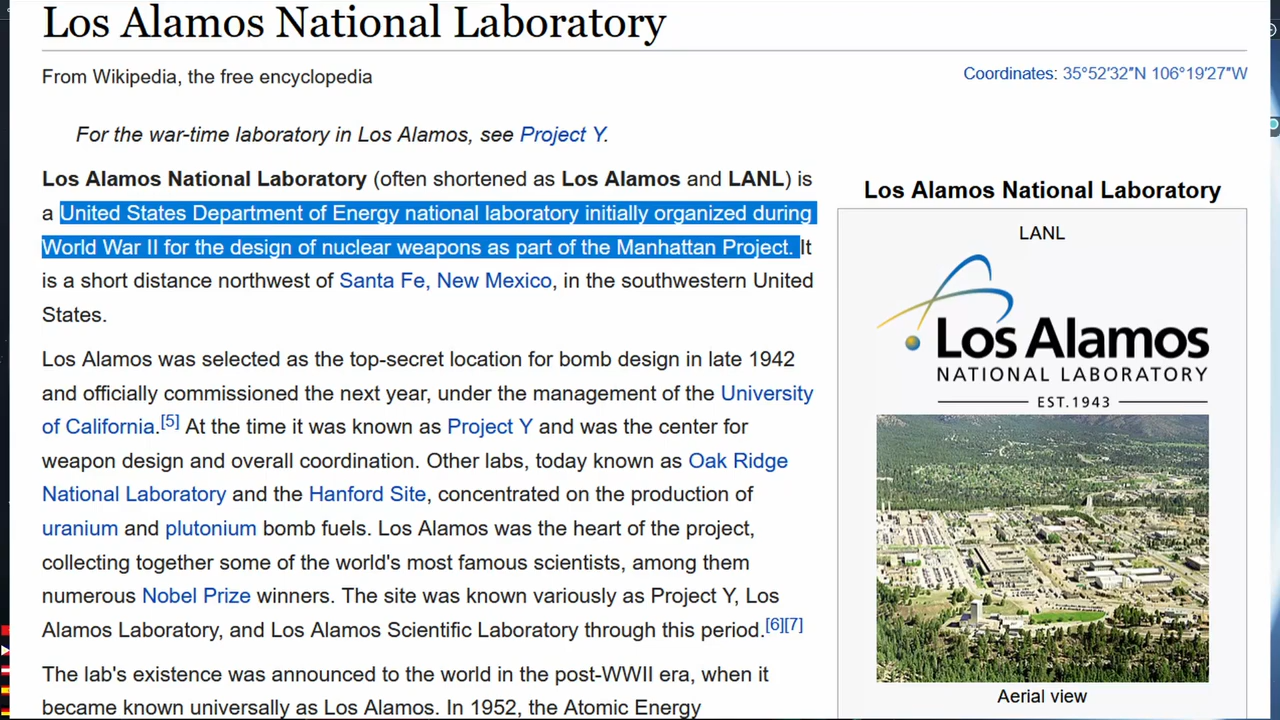 Los Alamos National Laboratory
From Wikipedia, the free encyclopedia
Coordinates: 35°52′32″N 106°19′27″W
For the war-time laboratory in Los Alamos, see Project Y.
Los Alamos National Laboratory (often shortened as Los Alamos and LANL) is
a United States Department of Energy national laboratory initially organized during
World War II for the design of nuclear weapons as part of the Manhattan Project. It
is a short distance northwest of Santa Fe, New Mexico, in the southwestern United
States.
Los Alamos was selected as the top-secret location for bomb design in late 1942
and officially commissioned the next year, under the management of the University
of California.[5] At the time it was known as Project Y and was the center for
weapon design and overall coordination. Other labs, today known as Oak Ridge
National Laboratory and the Hanford Site, concentrated on the production of
uranium and plutonium bomb fuels. Los Alamos was the heart of the project,
collecting together some of the world's most famous scientists, among them
numerous Nobel Prize winners. The site was known variously as Project Y, Los
Alamos Laboratory, and Los Alamos Scientific Laboratory through this period.[6][7]
The lab's existence was announced to the world in the post-WWII era, when it
became known universally as Los Alamos. In 1952, the Atomic Energy
Los Alamos National Laboratory
LANL
Los Alamos
NATIONAL LABORATORY
EST.1943
Aerial view